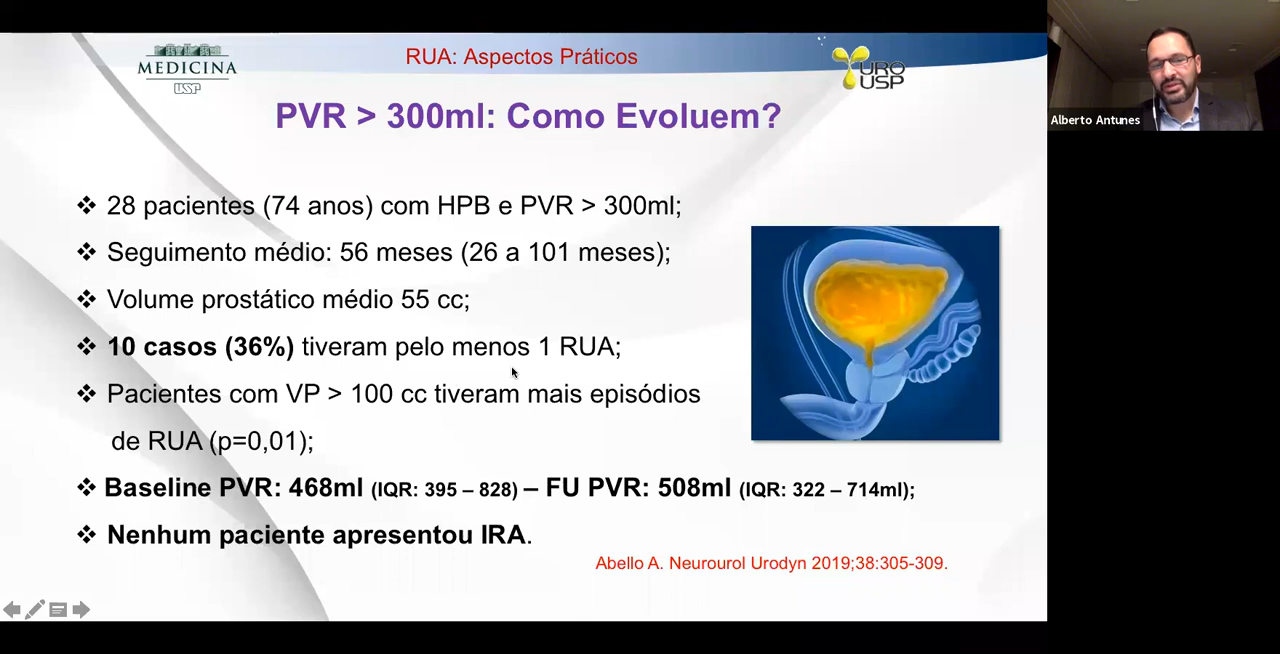 MEDICINA
USP
RUA: Aspectos Práticos
URO
USP
PVR > 300ml: Como Evoluem?
Alberto Antunes
❖ 28 pacientes (74 anos) com HPB e PVR > 300ml;
❖ Seguimento médio: 56 meses (26 a 101 meses);
❖ Volume prostático médio 55 cc;
❖ 10 casos (36%) tiveram pelo menos 1 RUA;
❖ Pacientes com VP > 100 cc tiveram mais episódios
de RUA (p=0,01);
❖ Baseline PVR: 468ml (IQR: 395 – 828) – FU PVR: 508ml (IQR: 322 – 714ml);
❖ Nenhum paciente apresentou IRA.
Abello A. Neurourol Urodyn 2019;38:305-309.